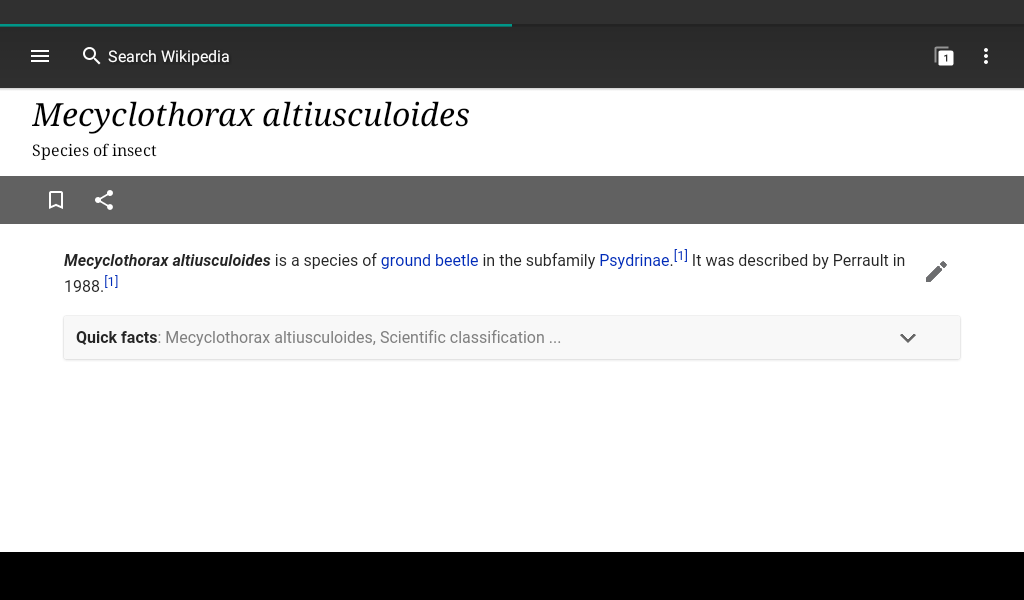 Search Wikipedia
1
Mecyclothorax altiusculoides
Species of insect
Mecyclothorax altiusculoides is a species of ground beetle in the subfamily Psydrinae.[1] It was described by Perrault in
1988.[1]
Quick facts: Mecyclothorax altiusculoides, Scientific classification ...